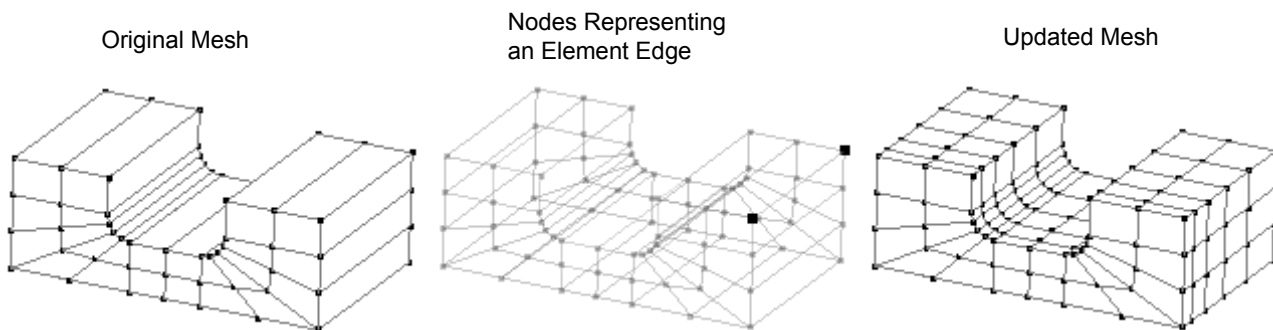 Original Mesh
Nodes Representing
an Element Edge
Updated Mesh